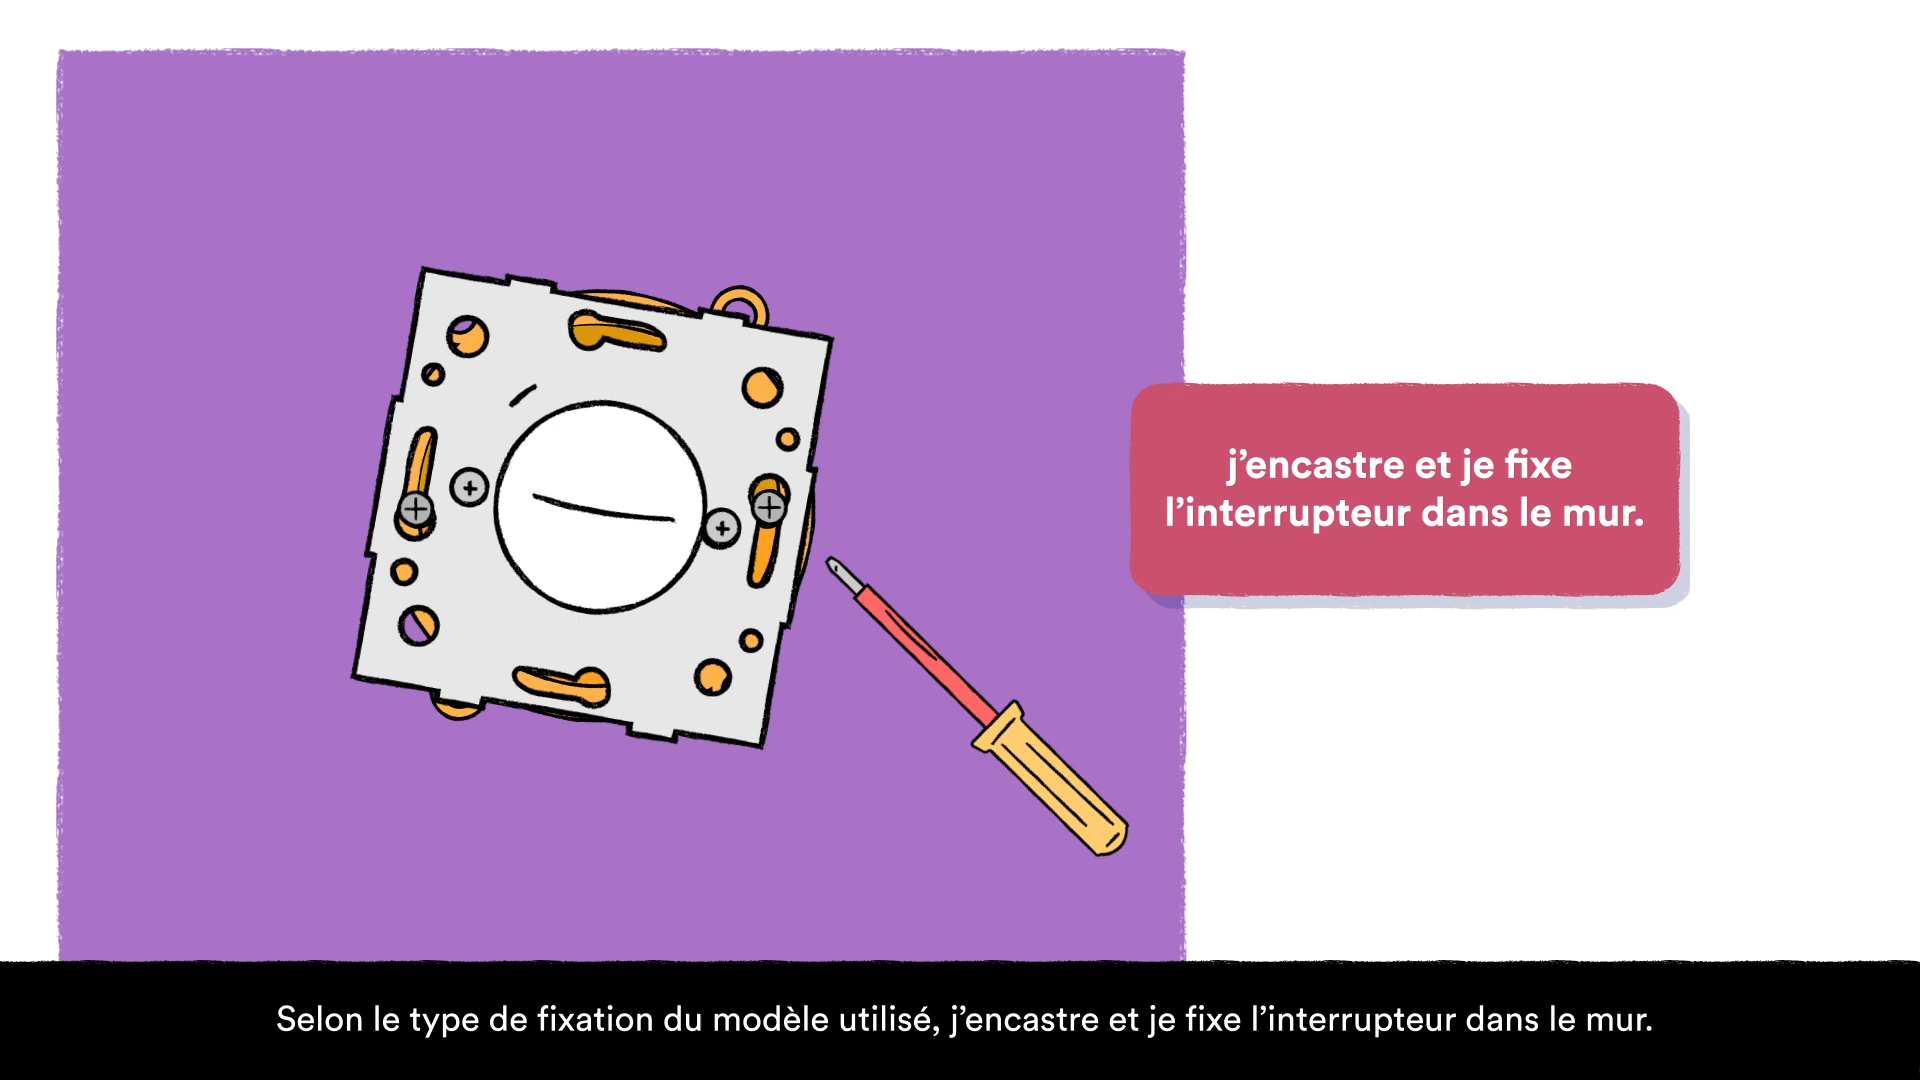 j’encastre et je fixe
l’interrupteur dans le mur.
Selon le type de fixation du modèle utilisé, j’encastre et je fixe l’interrupteur dans le mur.